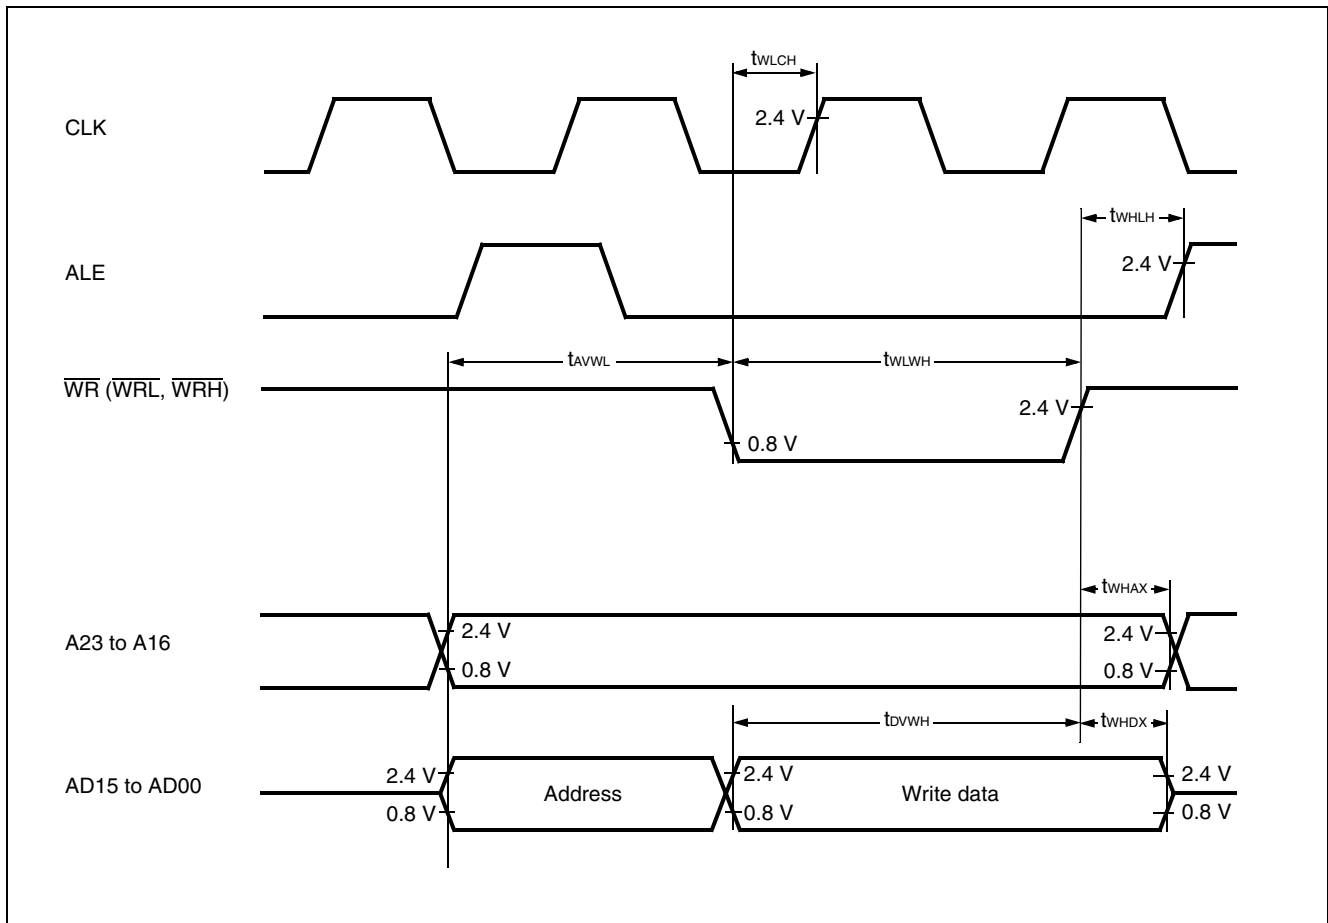 tWLCH
CLK
2.4 V
tWHLH
ALE
2.4 V
tAVWL
tWLWH
WR (WRL, WRH)
2.4 V
0.8 V
tWHAX
A23 to A16
2.4 V
2.4 V
0.8 V
0.8 V
tDVWH
tWHDX
AD15 to AD00
2.4 V
2.4 V
2.4 V
Address
Write data
0.8 V
0.8 V
0.8 V